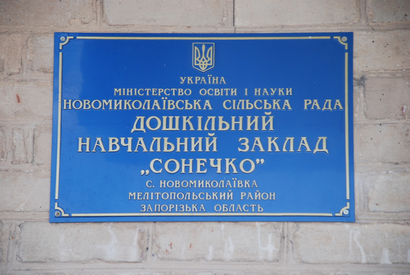 УКРАЇНА
МІНІСТЕРСТВО ОСВІТИ І НАУКИ
НОВОМИКОЛАЇВСЬКА СІЛЬСЬКА РАДА
ДОШКІЛЬНИЙ
НАВЧАЛЬНИЙ ЗАКЛАД
„СОНЕЧКО”
С. НОВОМИКОЛАЇВКА
МЕЛІТОПОЛЬСЬКИЙ РАЙОН
ЗАПОРІЗЬКА ОБЛАСТЬ